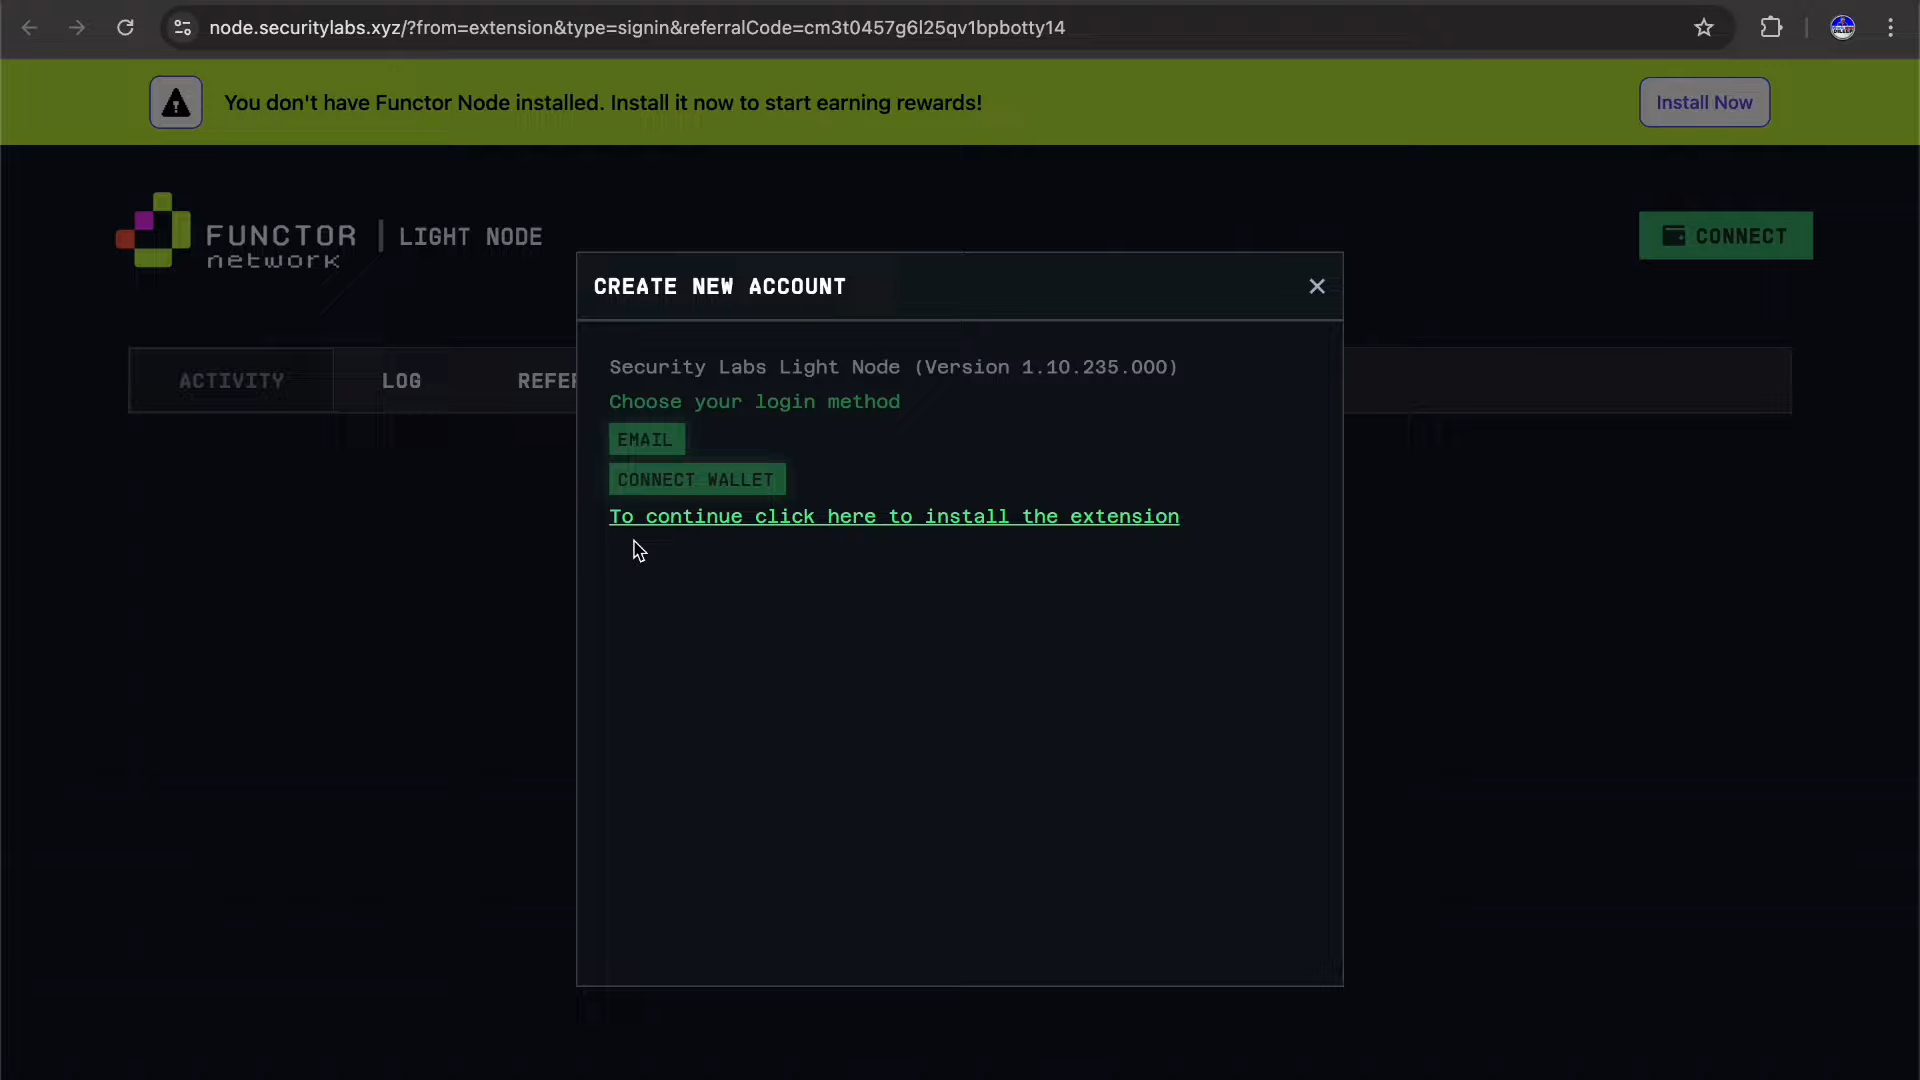 node.securitylabs.xyz/?from=extension&type=signin&referralCode=cm3t0457g6l25qv1bpbotty14
You don't have Functor Node installed. Install it now to start earning rewards!
Install Now
FUNCTOR
network
LIGHT NODE
CONNECT
CREATE NEW ACCOUNT
ACTIVITY
LOG
REFER
Security Labs Light Node (Version 1.10.235.000)
Choose your login method
EMAIL
CONNECT WALLET
To continue click here to install the extension